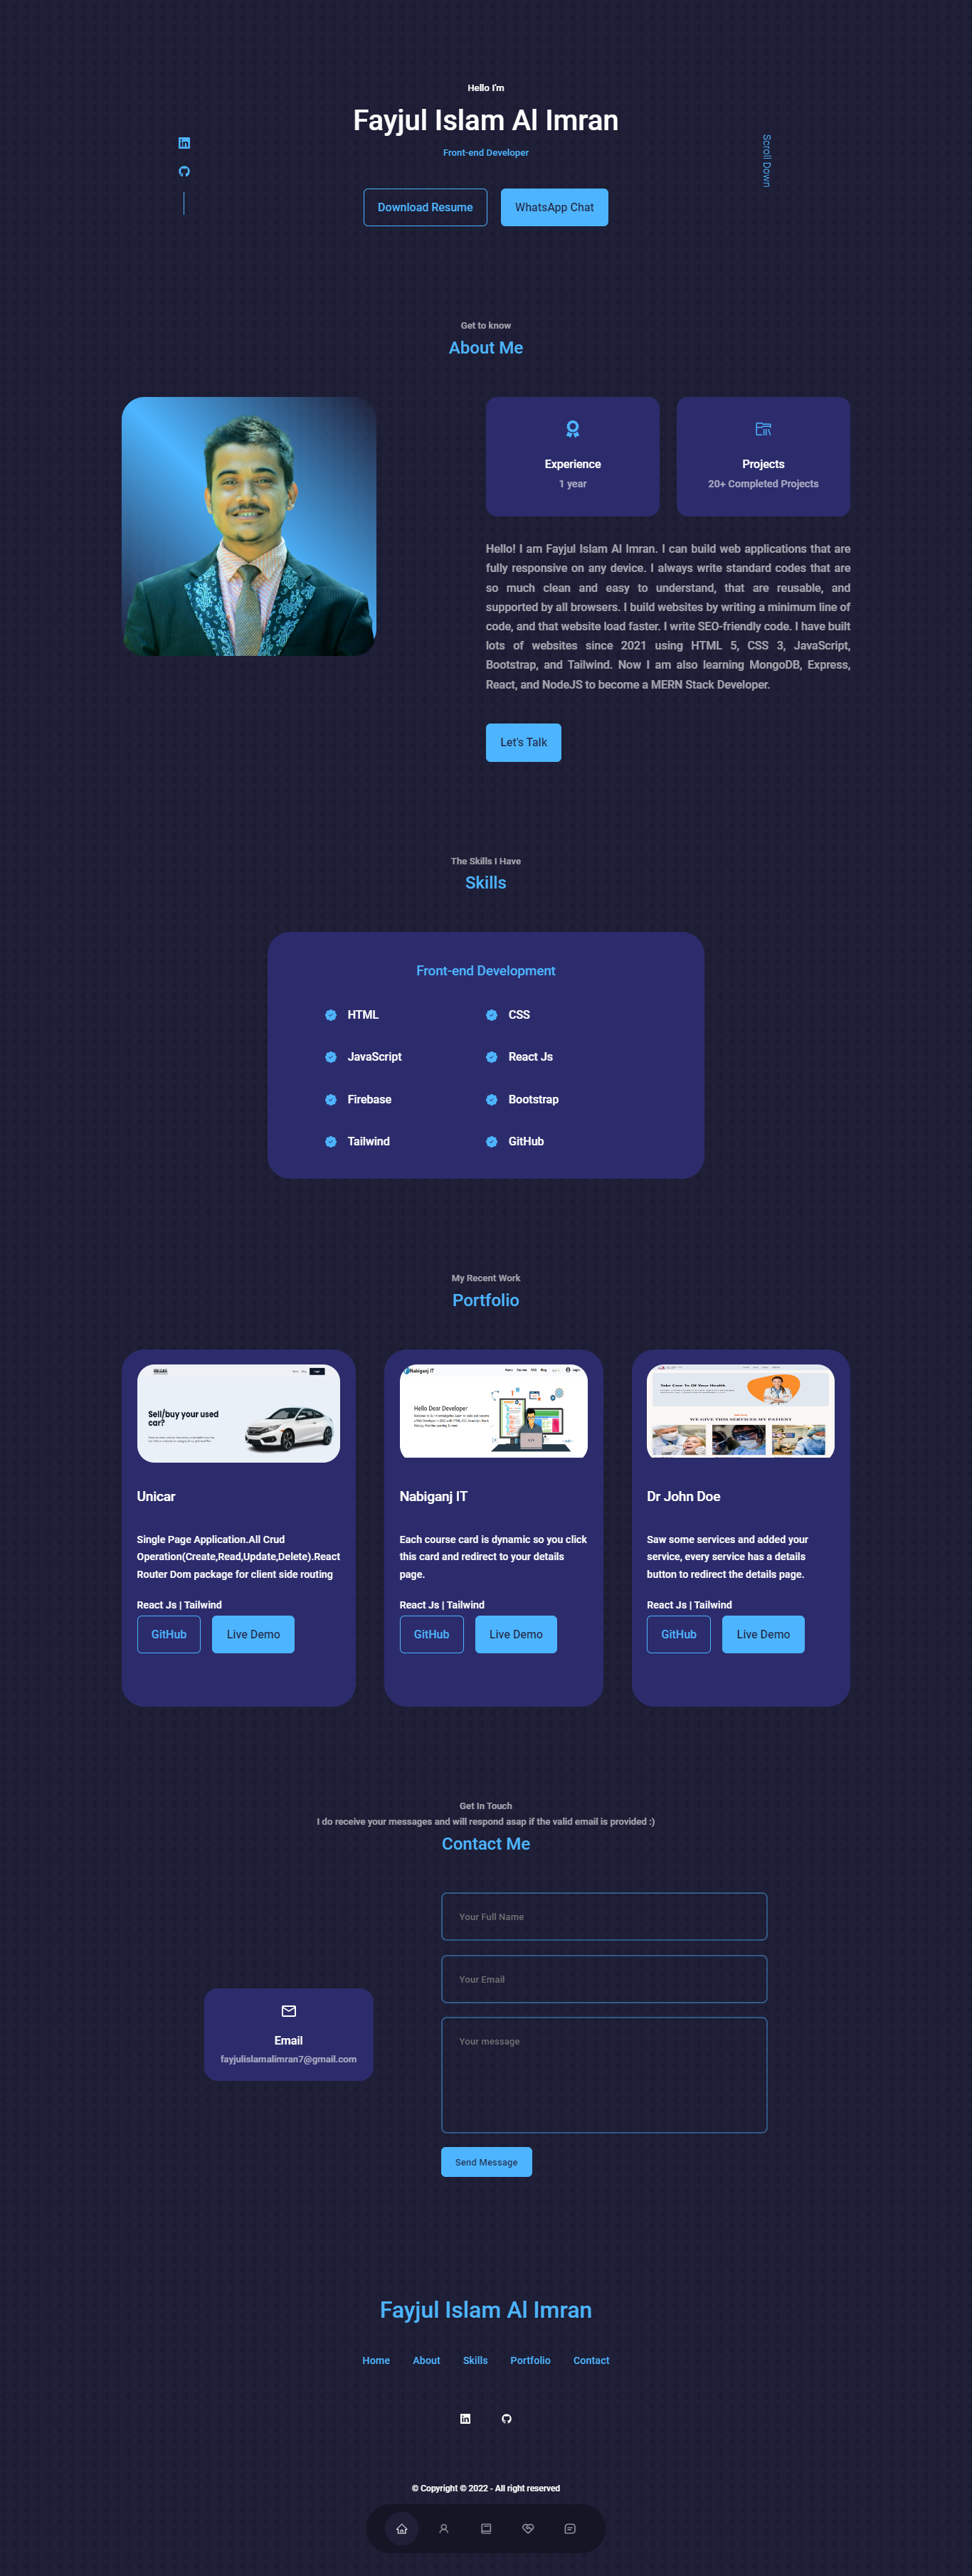 Hello I'm
Fayjul Islam Al Imran
Front-end Developer
Download Resume
WhatsApp Chat
Scroll Down
Get to know
About Me
Experience
1 year
Projects
20+ Completed Projects
Hello! I am Fayjul Islam Al Imran. I can build web applications that are
fully responsive on any device. I always write standard codes that are
so much clean and easy to understand, that are reusable, and
supported by all browsers. I build websites by writing a minimum line of
code, and that website load faster. I write SEO-friendly code. I have built
lots of websites since 2021 using HTML 5, CSS 3, JavaScript,
Bootstrap, and Tailwind. Now I am also learning MongoDB, Express,
React, and NodeJS to become a MERN Stack Developer.
Let's Talk
The Skills I Have
Skills
Front-end Development
HTML
CSS
JavaScript
React Js
Firebase
Bootstrap
Tailwind
GitHub
My Recent Work
Portfolio
Sell/buy your used
car?
Unicar
Single Page Application.All Crud
Operation(Create,Read,Update,Delete).React
Router Dom package for client side routing
React Js | Tailwind
GitHub
Live Demo
Nabiganj IT
Hello Dear Developer
Nabiganj IT
Each course card is dynamic so you click
this card and redirect to your details
page.
React Js | Tailwind
GitHub
Live Demo
Take Care To Of Your Health
WE GIVE THIS SERVICES MY PATIENT
Dr John Doe
Saw some services and added your
service, every service has a details
button to redirect the details page.
React Js | Tailwind
GitHub
Live Demo
Get In Touch
I do receive your messages and will respond asap if the valid email is provided :)
Contact Me
Email
fayjulislamalimran7@gmail.com
Your Full Name
Your Email
Your message
Send Message
Fayjul Islam Al Imran
Home
About
Skills
Portfolio
Contact
© Copyright © 2022 - All right reserved